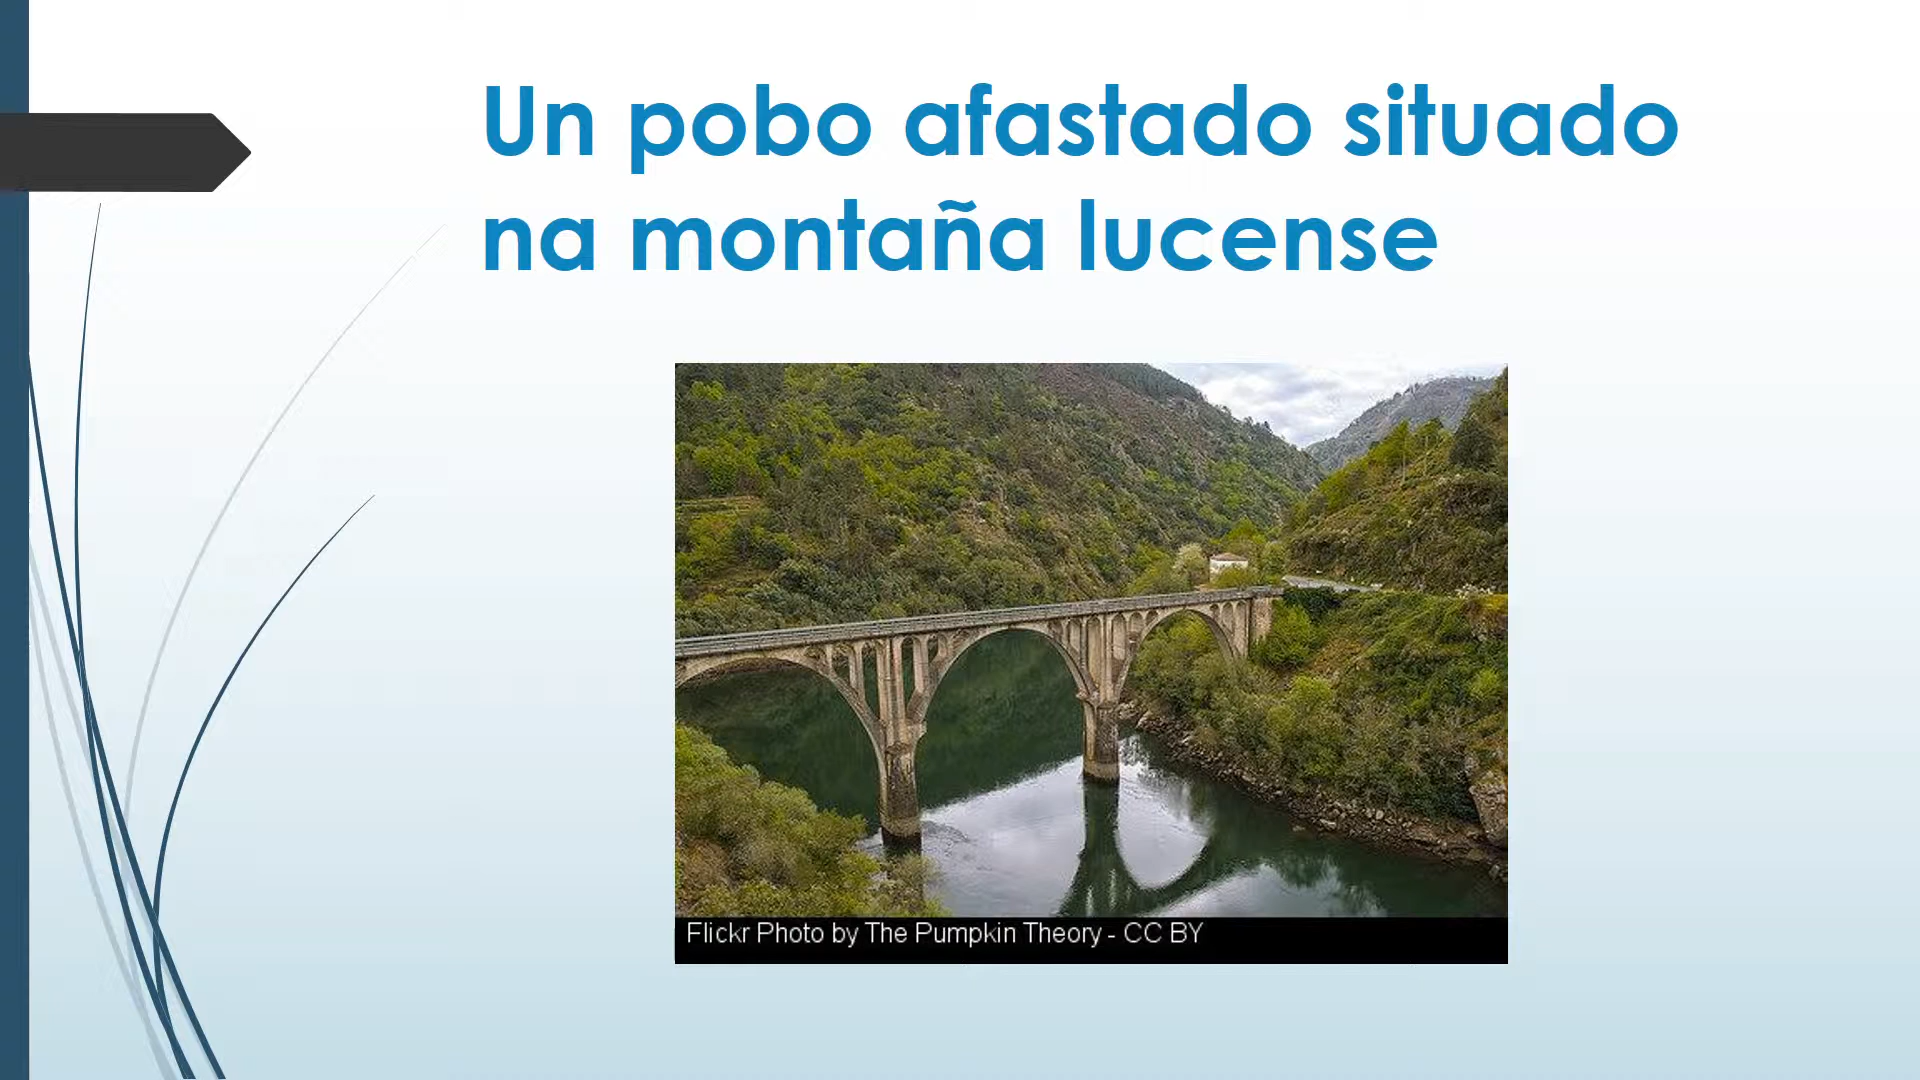 Un pobo afastado situado
na montaña lucense
Flickr Photo by The Pumpkin Theory - CC BY